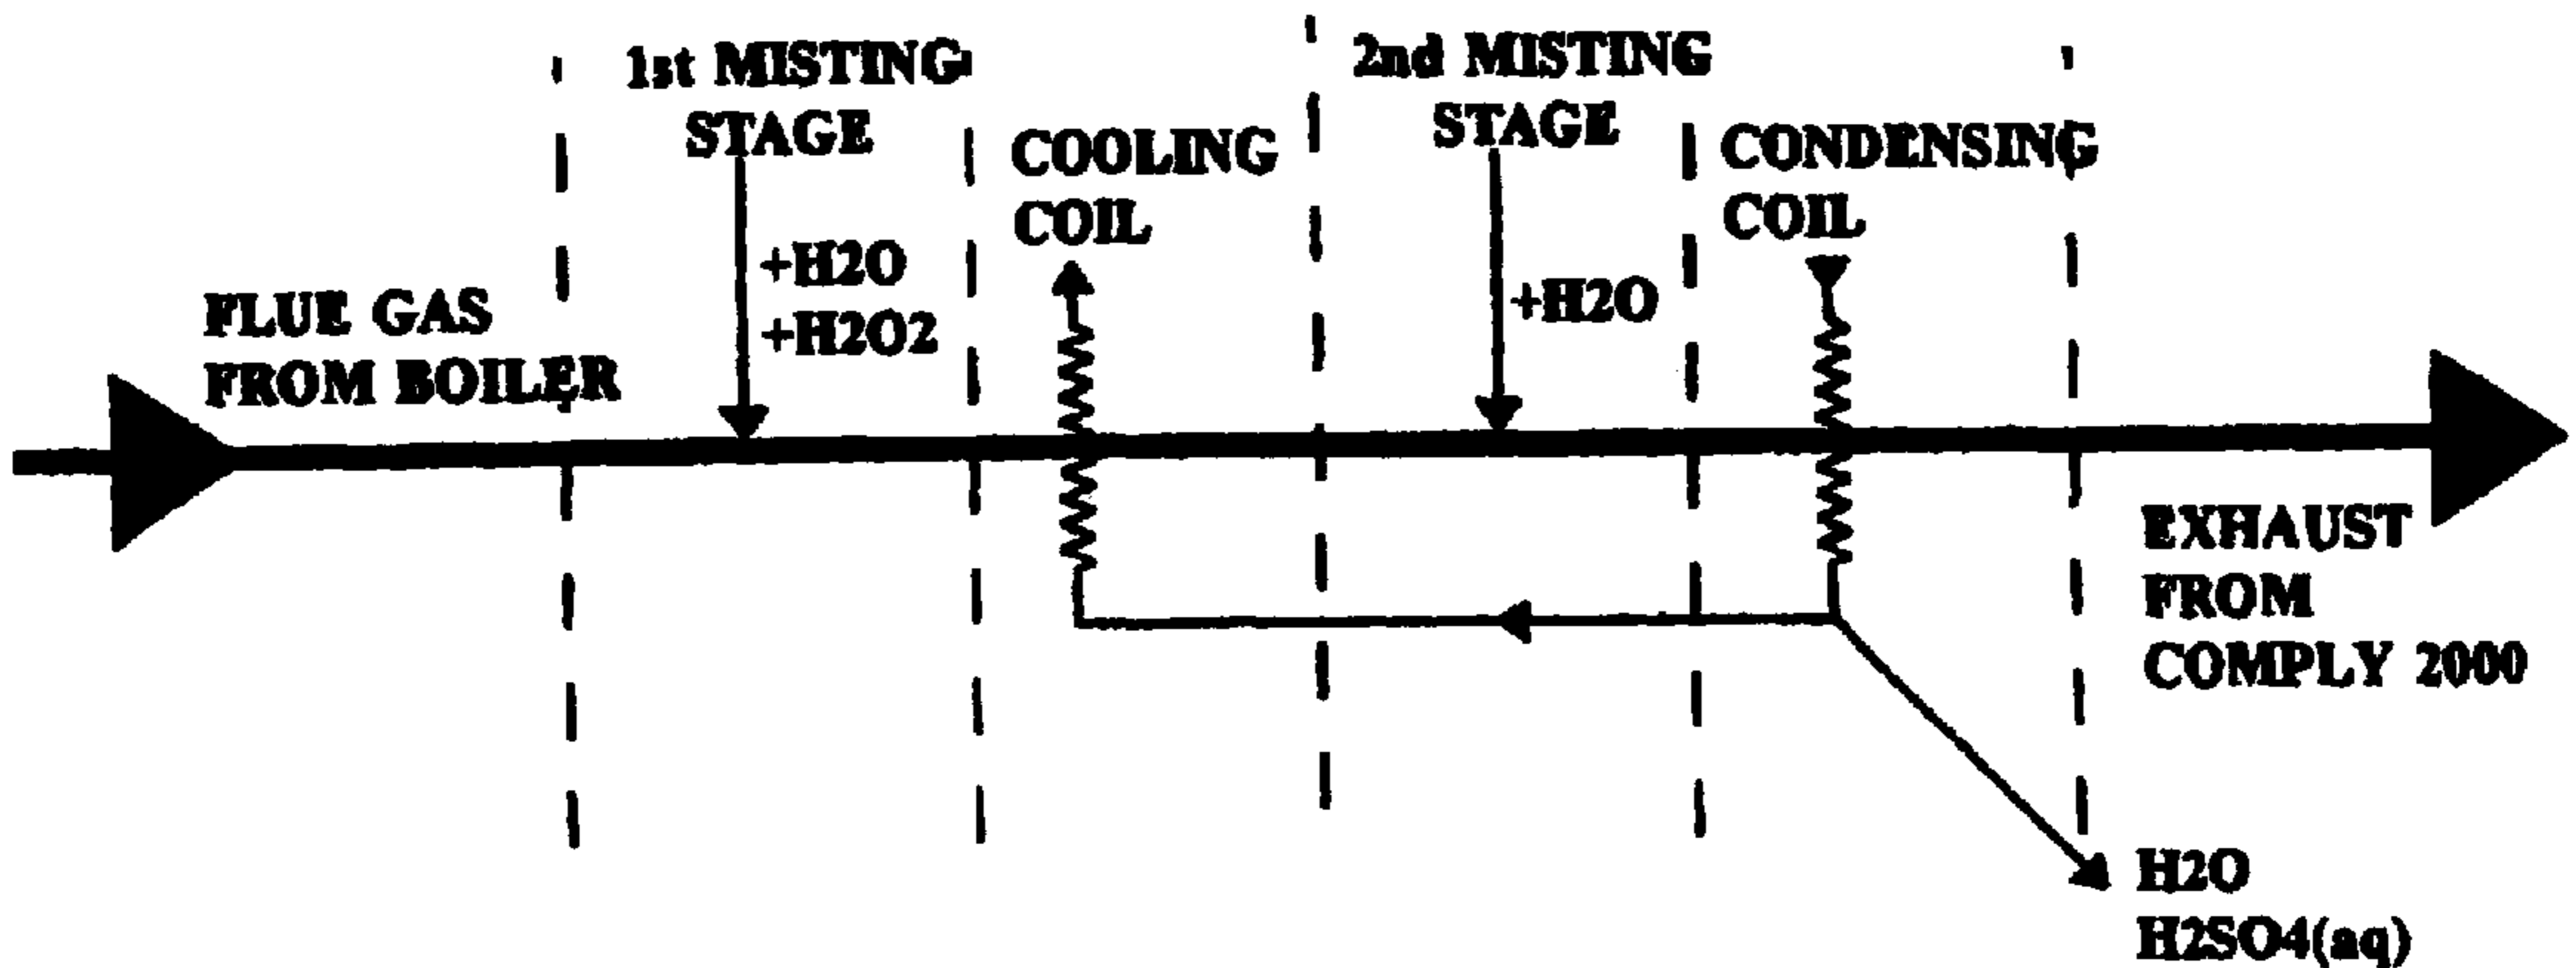 1st MISTING
STAGE
+H2O
+H2O2
COOLING
COIL
2nd MISTING
STAGE
+H2O
CONDENSING
COIL
FLUE GAS
FROM BOILER
EXHAUST
FROM
COMPLY 2000
H2O
H2SO4(aq)